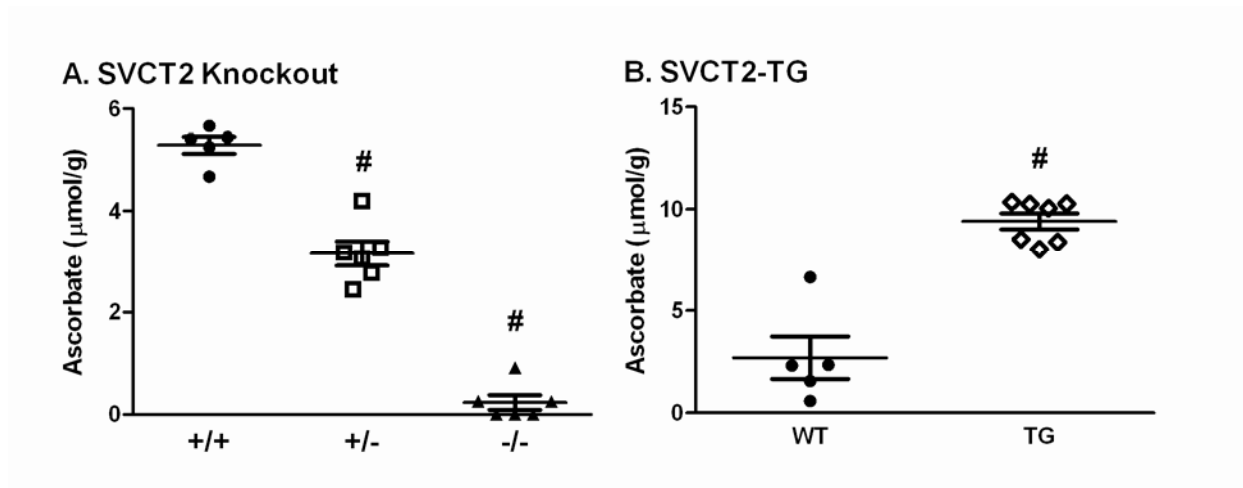 A. SVCT2 Knockout
Ascorbate (μmol/g)
6
4
2
0
#
#
+/+
+/-
-/-
B. SVCT2-TG
Ascorbate (μmol/g)
15
10
5
0
#
WT
TG